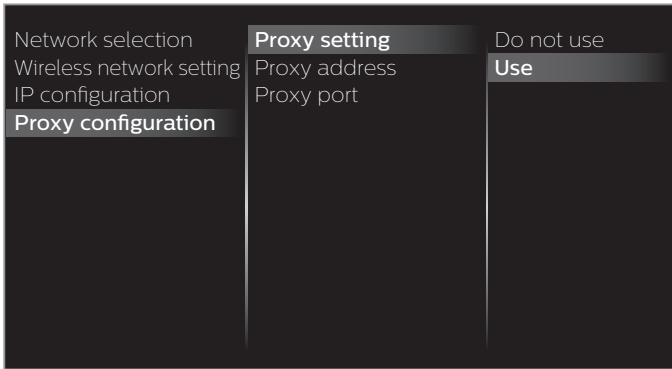 Network selection
Wireless network setting
IP configuration
Proxy configuration
Proxy setting
Proxy address
Proxy port
Do not use
Use